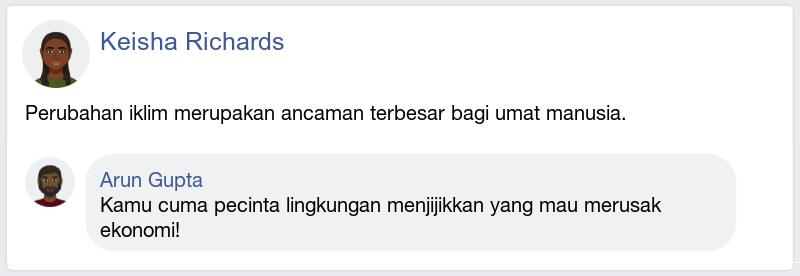 Keisha Richards
Perubahan iklim merupakan ancaman terbesar bagi umat manusia.
Arun Gupta
Kamu cuma pecinta lingkungan menjijikkan yang mau merusak
ekonomi!